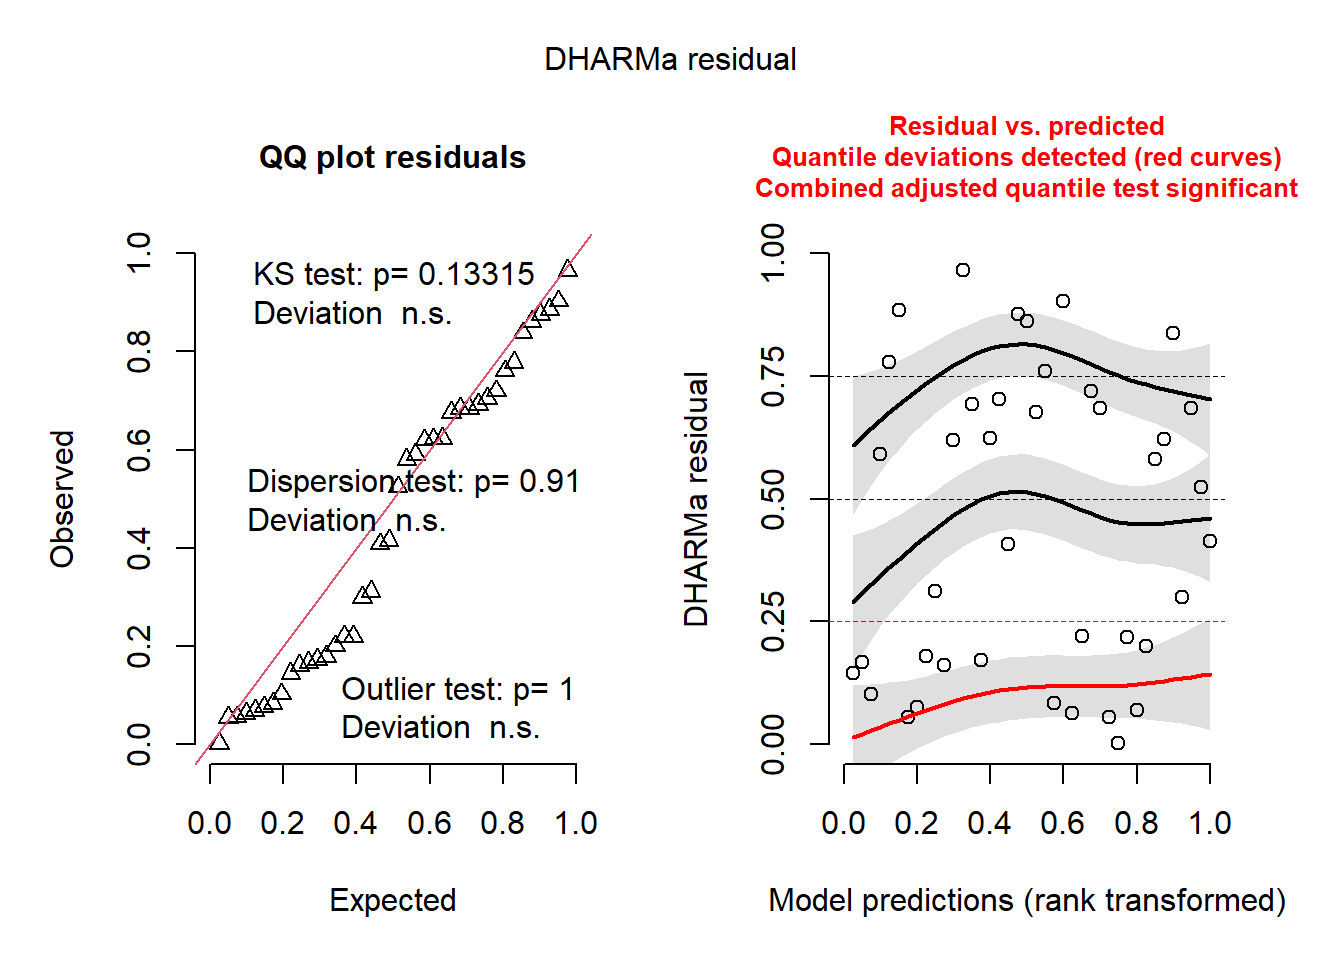 DHARMa residual
QQ plot residuals
KS test: p= 0.13315
Deviation  n.s.
Dispersion test: p= 0.91
Deviation  n.s.
Outlier test: p= 1
Deviation  n.s.
Observed
0.0 0.2 0.4 0.6 0.8 1.0
0.0 0.2 0.4 0.6 0.8 1.0
Expected
Residual vs. predicted
Quantile deviations detected (red curves)
Combined adjusted quantile test significant
DHARMa residual
0.00 0.25 0.50 0.75 1.00
0.0 0.2 0.4 0.6 0.8 1.0
Model predictions (rank transformed)